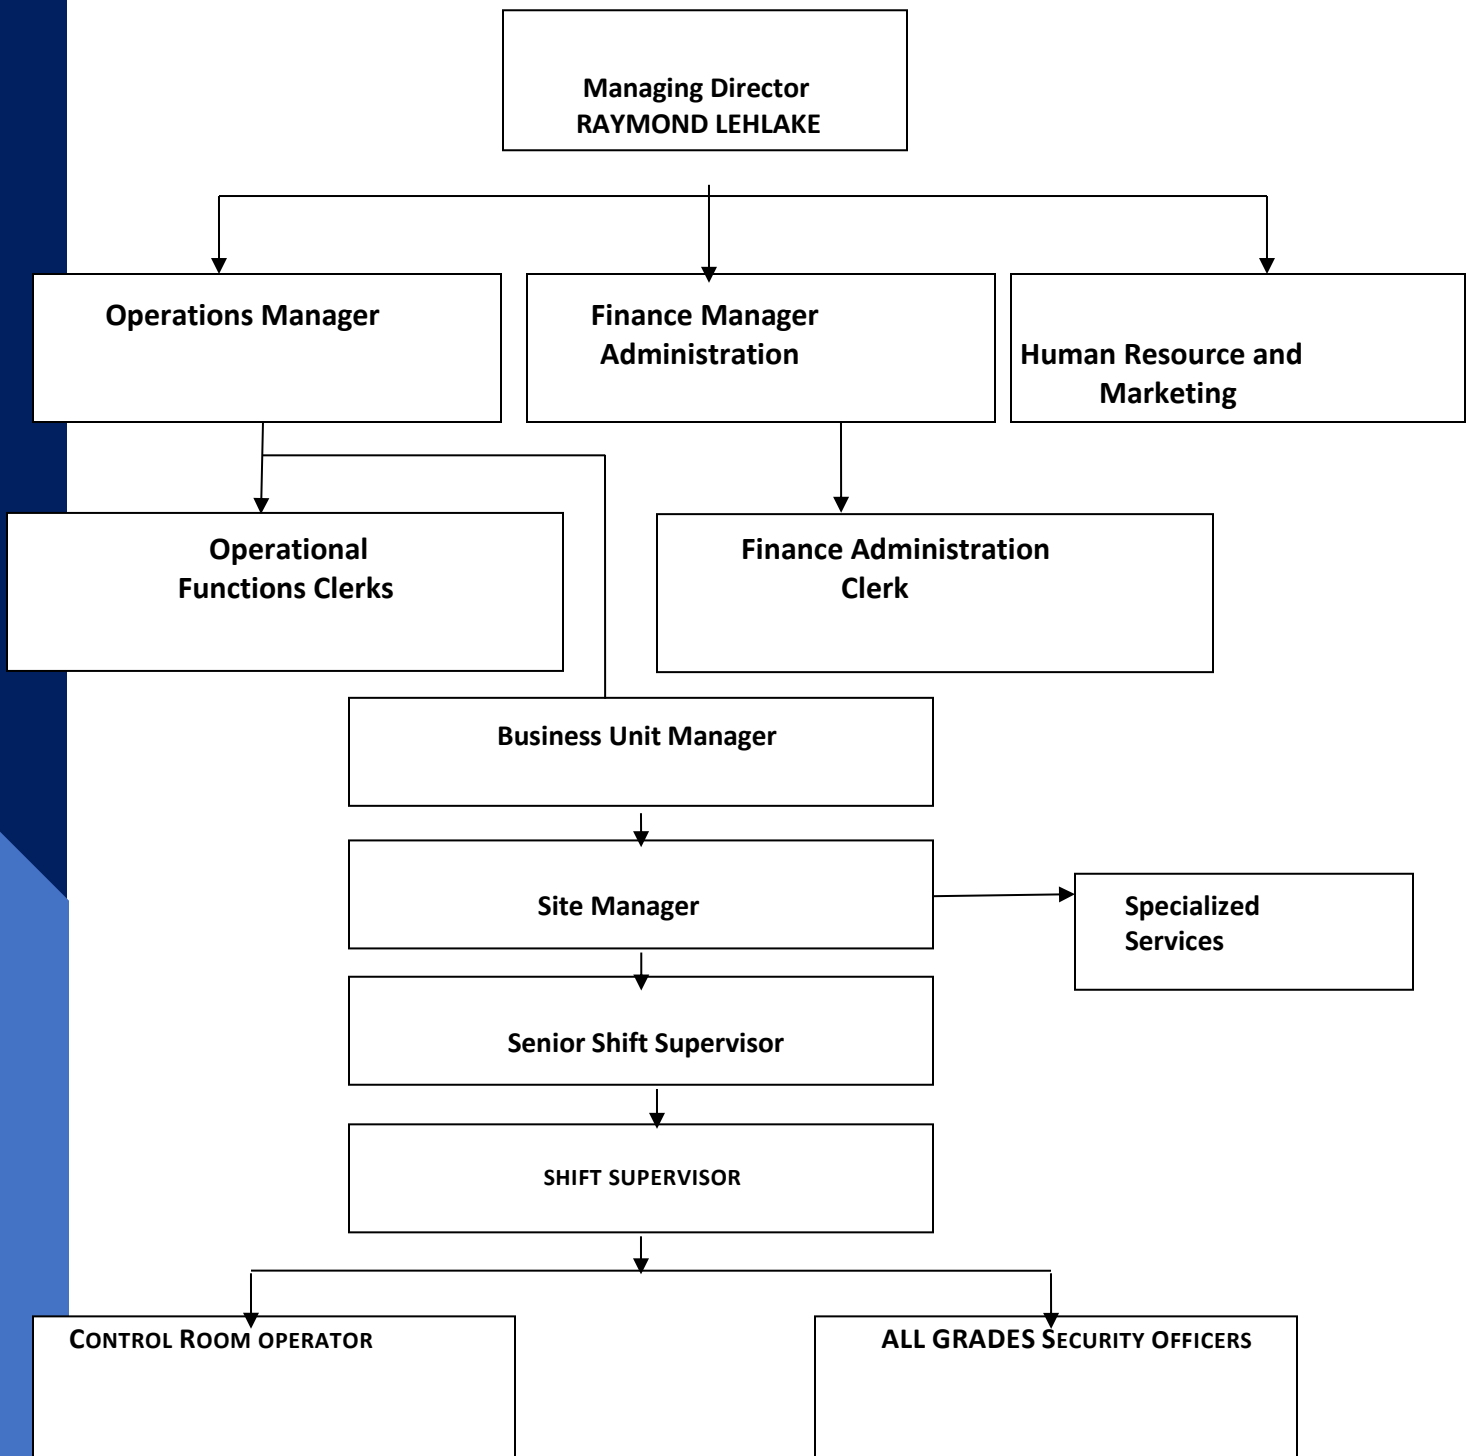 Managing Director
RAYMOND LEHLAKE
Operations Manager
Finance Manager
Administration
Human Resource and
Marketing
Operational
Functions Clerks
Finance Administration
Clerk
Business Unit Manager
Site Manager
Specialized
Services
Senior Shift Supervisor
SHIFT SUPERVISOR
CONTROL ROOM OPERATOR
ALL GRADES SECURITY OFFICERS